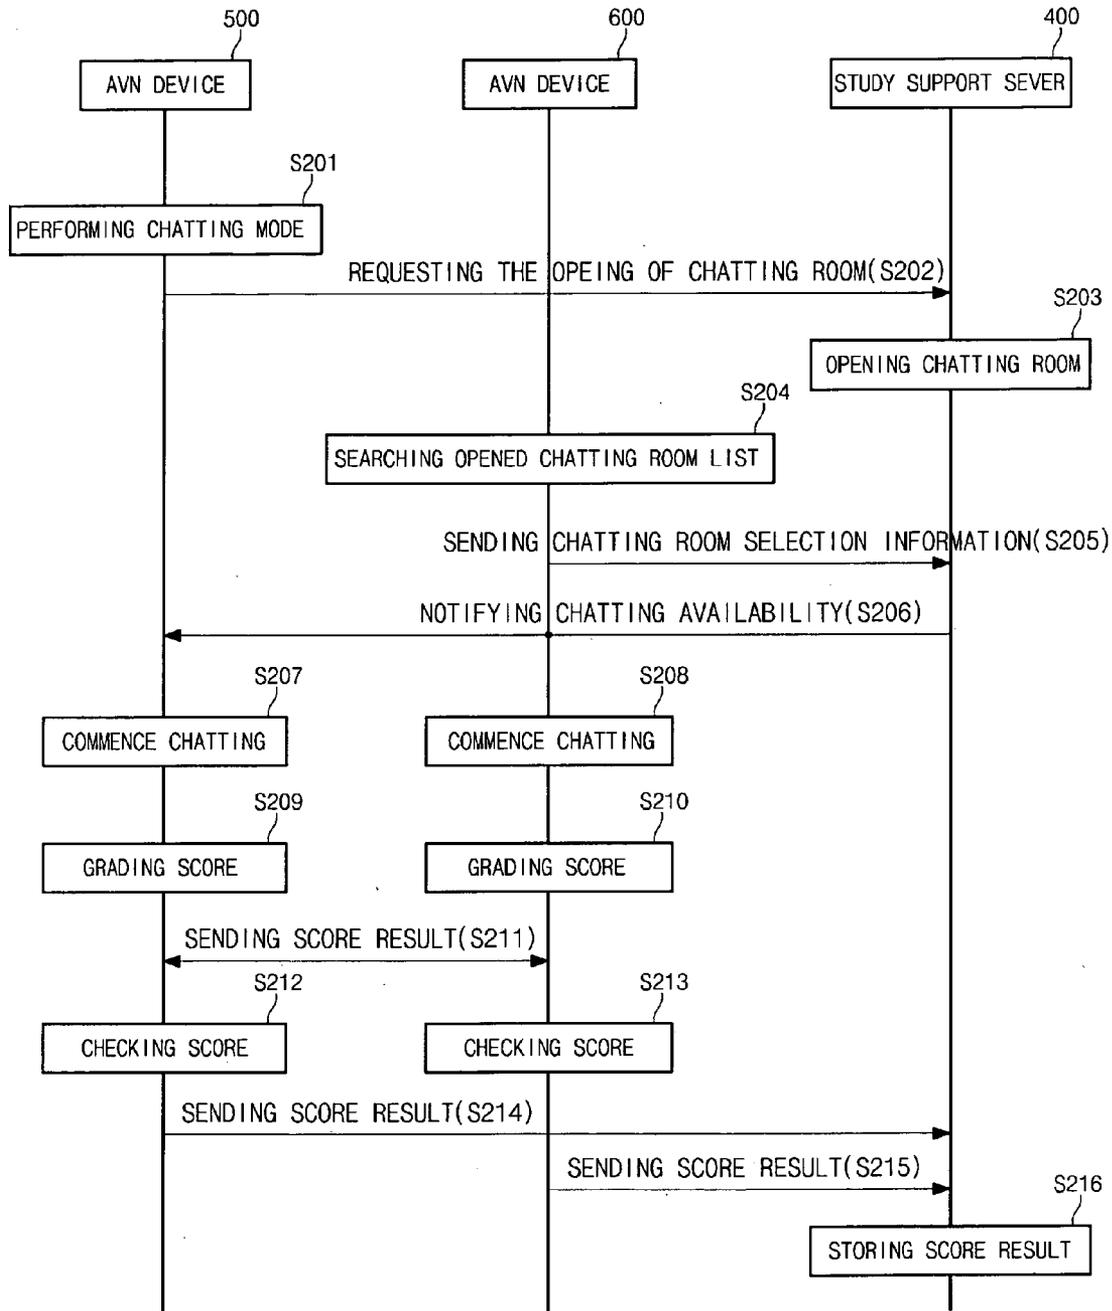 500
600
400
AVN DEVICE
AVN DEVICE
STUDY SUPPORT SEVER
S201
PERFORMING CHATTING MODE
REQUESTING THE OPEING OF CHATTING ROOM(S202)
S203
OPENING CHATTING ROOM
S204
SEARCHING OPENED CHATTING ROOM LIST
SENDING CHATTING ROOM SELECTION INFORMATION(S205)
NOTIFYING CHATTING AVAILABILITY(S206)
S207
S208
COMMENCE CHATTING
COMMENCE CHATTING
S209
S210
GRADING SCORE
GRADING SCORE
SENDING SCORE RESULT(S211)
S212
S213
CHECKING SCORE
CHECKING SCORE
SENDING SCORE RESULT(S214)
SENDING SCORE RESULT(S215)
S216
STORING SCORE RESULT